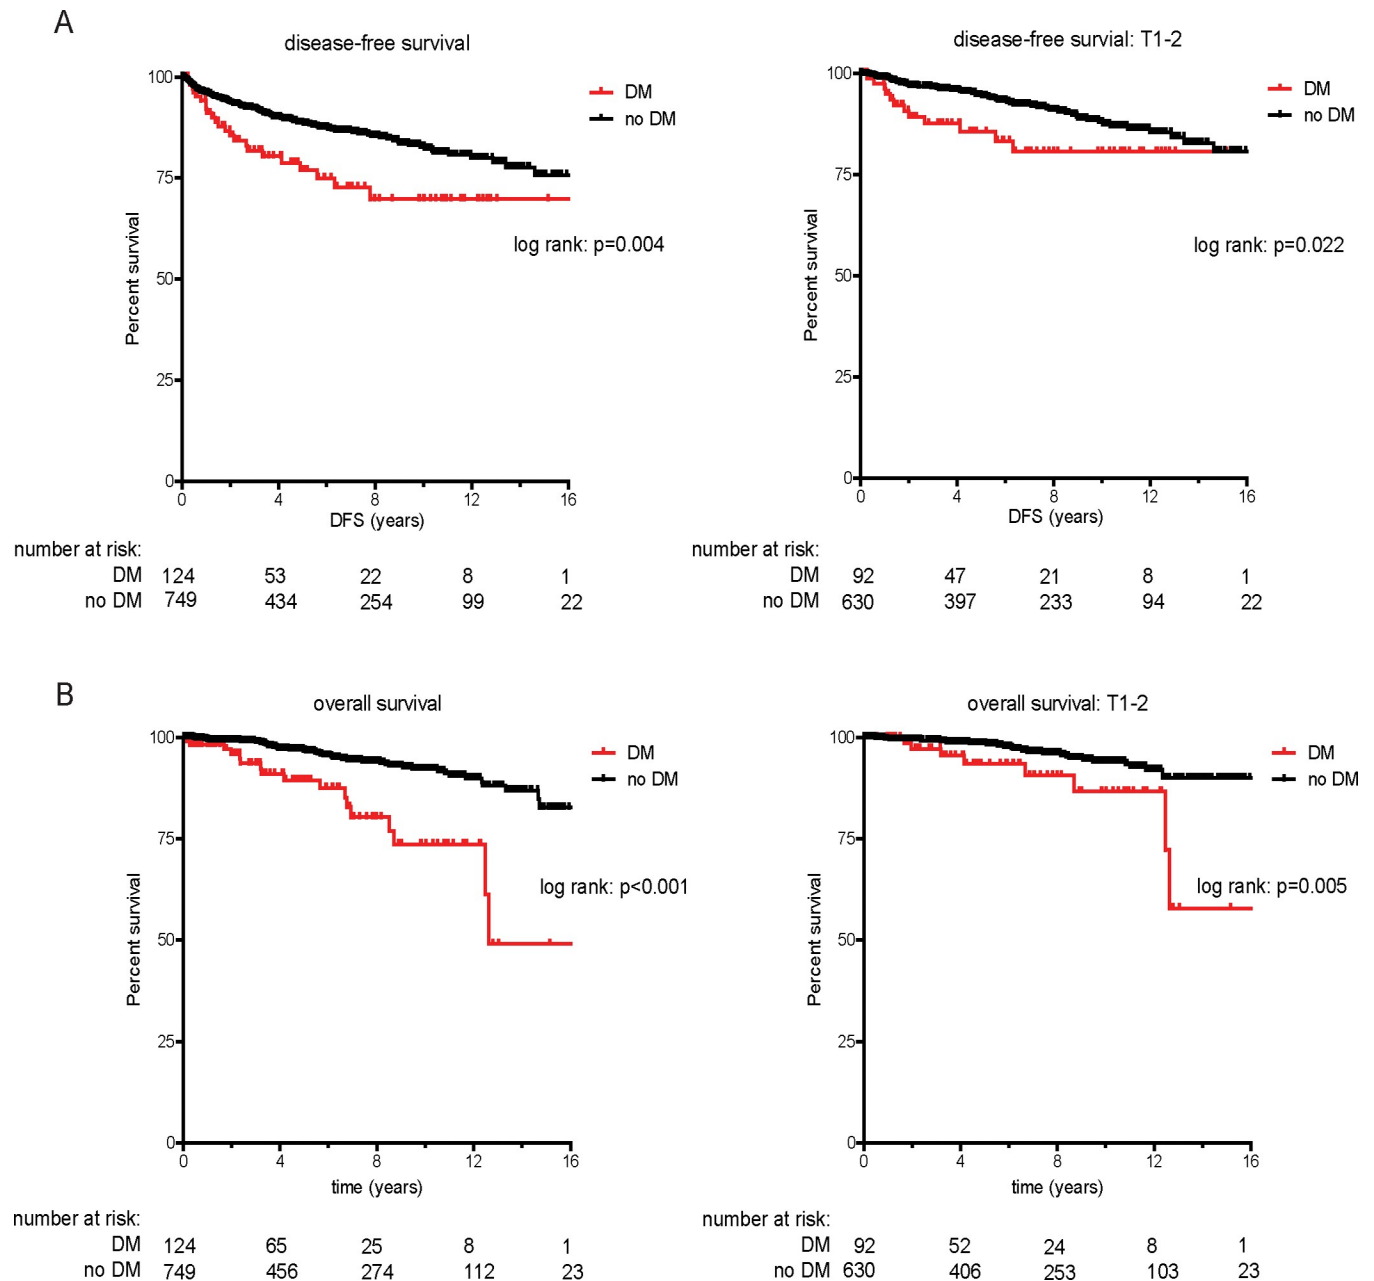 A
disease-free survival
100
75
50
25
0
Percent survival
DM
no DM
log rank: p=0.004
0 4 8 12 16
DFS (years)
number at risk:
DM 124 53 22 8 1
no DM 749 434 254 99 22
disease-free survial: T1-2
100
75
50
25
0
Percent survival
DM
no DM
log rank: p=0.022
0 4 8 12 16
DFS (years)
number at risk:
DM 92 47 21 8 1
no DM 630 397 233 94 22
B
overall survival
100
75
50
25
0
Percent survival
DM
no DM
log rank: p<0.001
0 4 8 12 16
time (years)
number at risk:
DM 124 65 25 8 1
no DM 749 456 274 112 23
overall survival: T1-2
100
75
50
25
0
Percent survival
DM
no DM
log rank: p=0.005
0 4 8 12 16
time (years)
number at risk:
DM 92 52 24 8 1
no DM 630 406 253 103 23